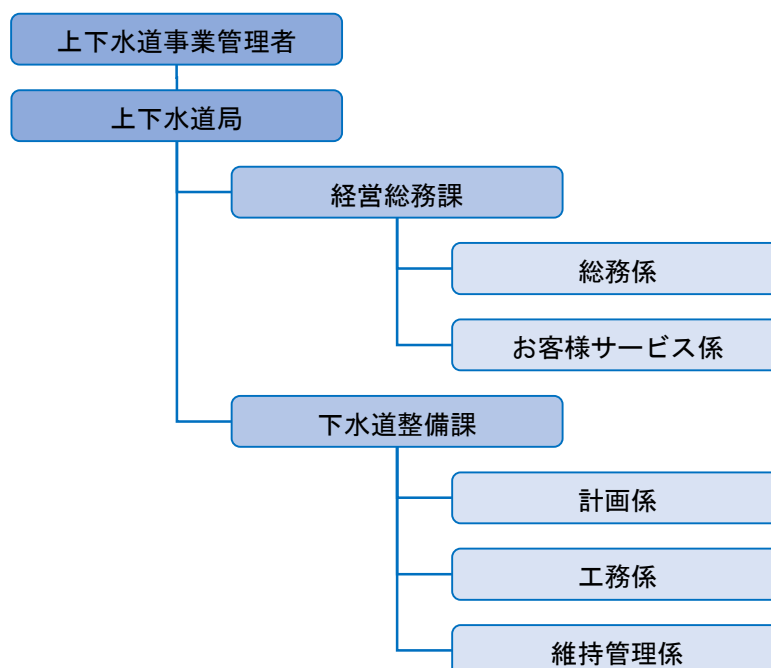 上下水道事業管理者
上下水道局
経営総務課
総務係
お客様サービス係
下水道整備課
計画係
工務係
維持管理係